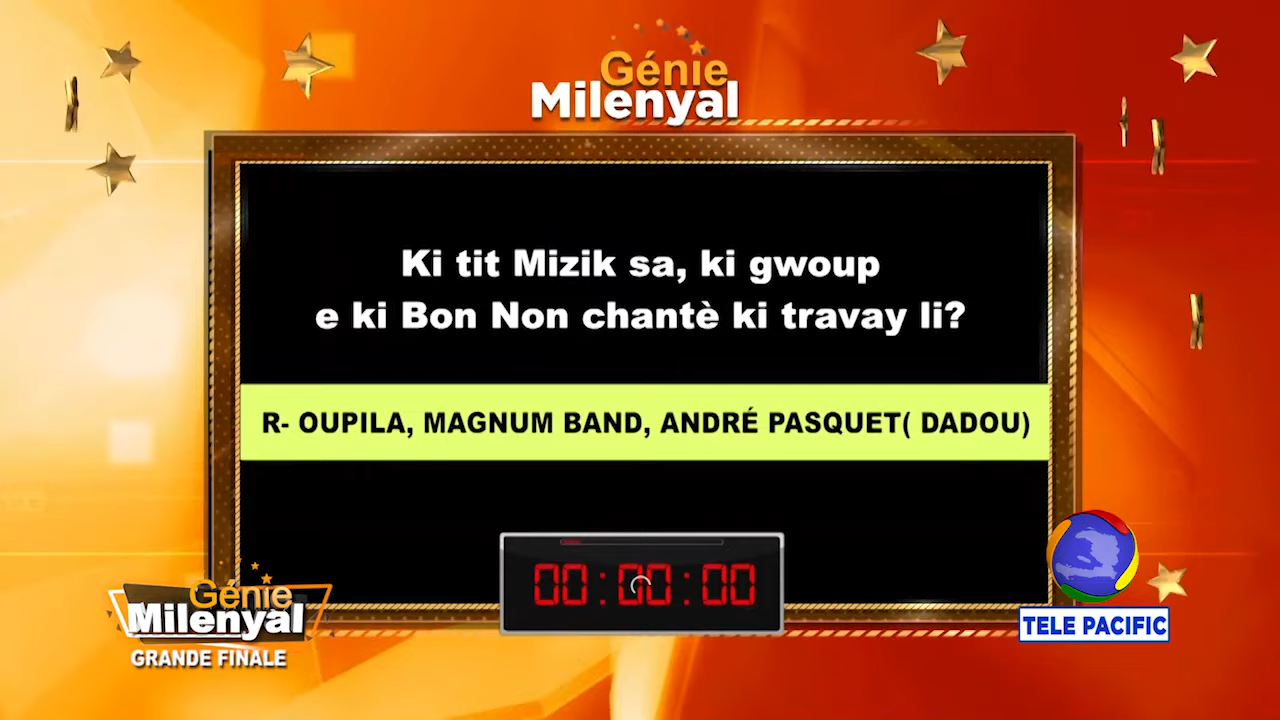 Génie
Milenyal
Ki tit Mizik sa, ki gwoup
e ki Bon Non chantè ki travay li?
R- OUPILA, MAGNUM BAND, ANDRÉ PASQUET( DADOU)
00:00:00
Génie
Milenyal
GRANDE FINALE
TELE PACIFIC